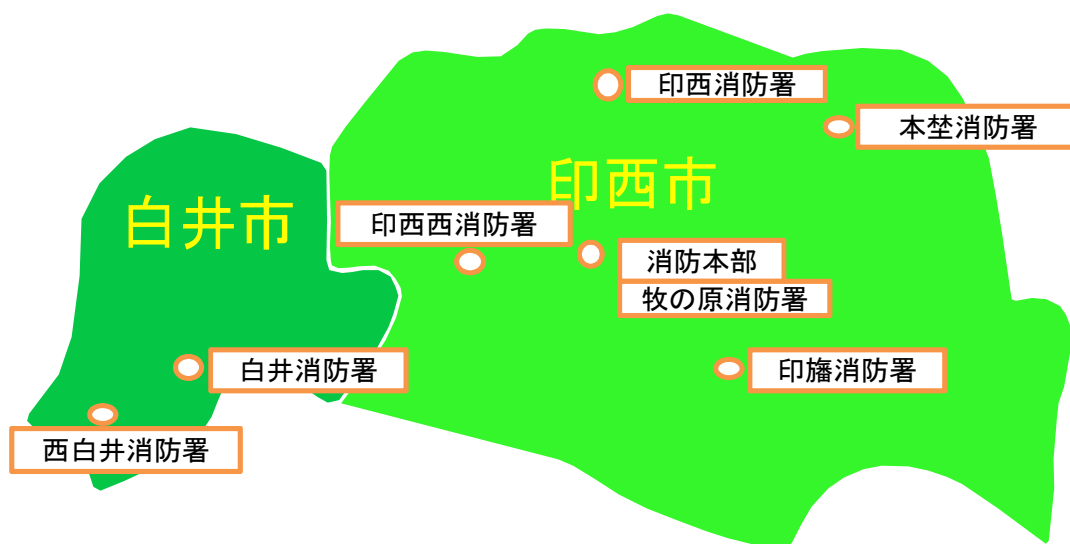 印西消防署
本埜消防署
印西市
白井市
印西西消防署
消防本部
牧の原消防署
白井消防署
印旛消防署
西白井消防署